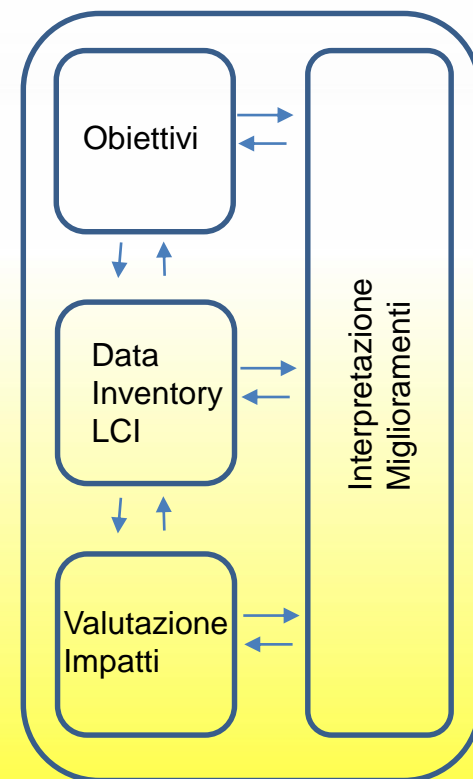 Obiettivi
Data
Inventory
LCI
Valutazione
Impatti
Interpretazione
Miglioramenti